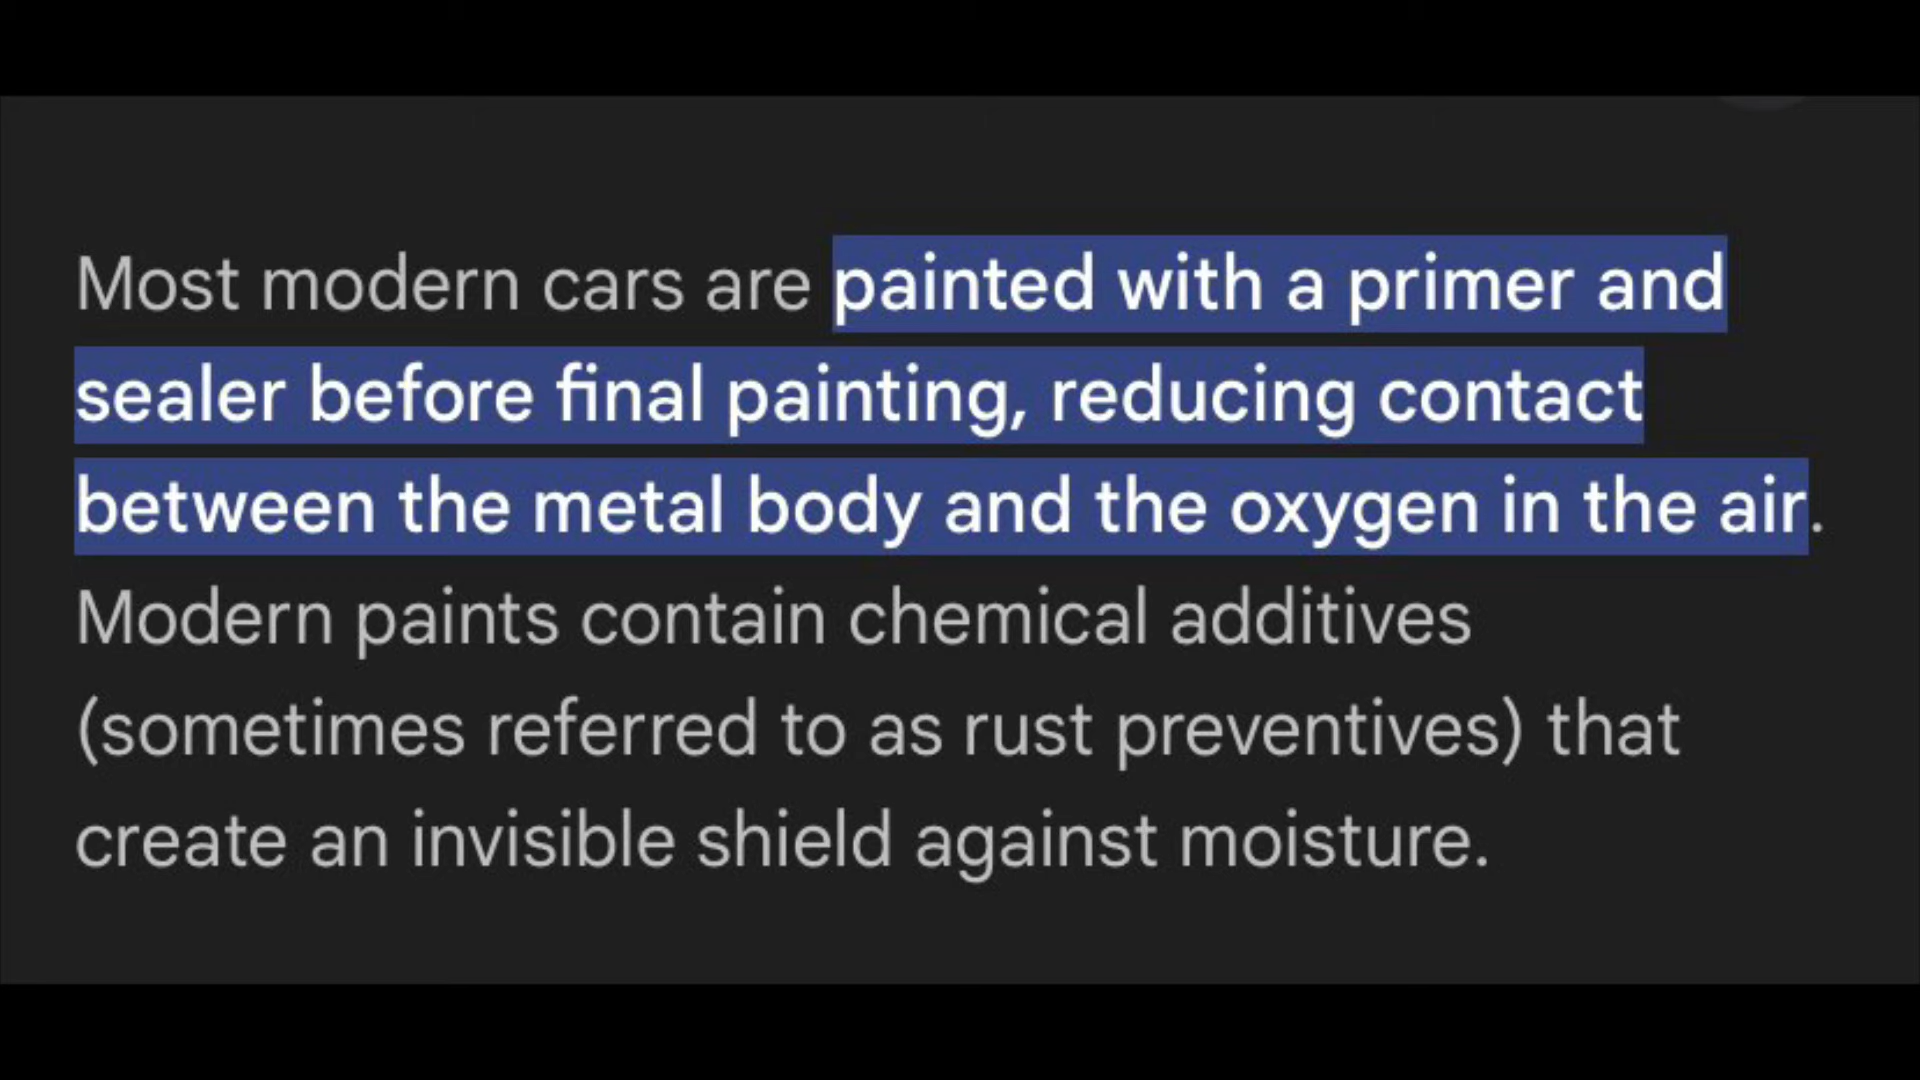 Most modern cars are painted with a primer and
sealer before final painting, reducing contact
between the metal body and the oxygen in the air.
Modern paints contain chemical additives
(sometimes referred to as rust preventives) that
create an invisible shield against moisture.